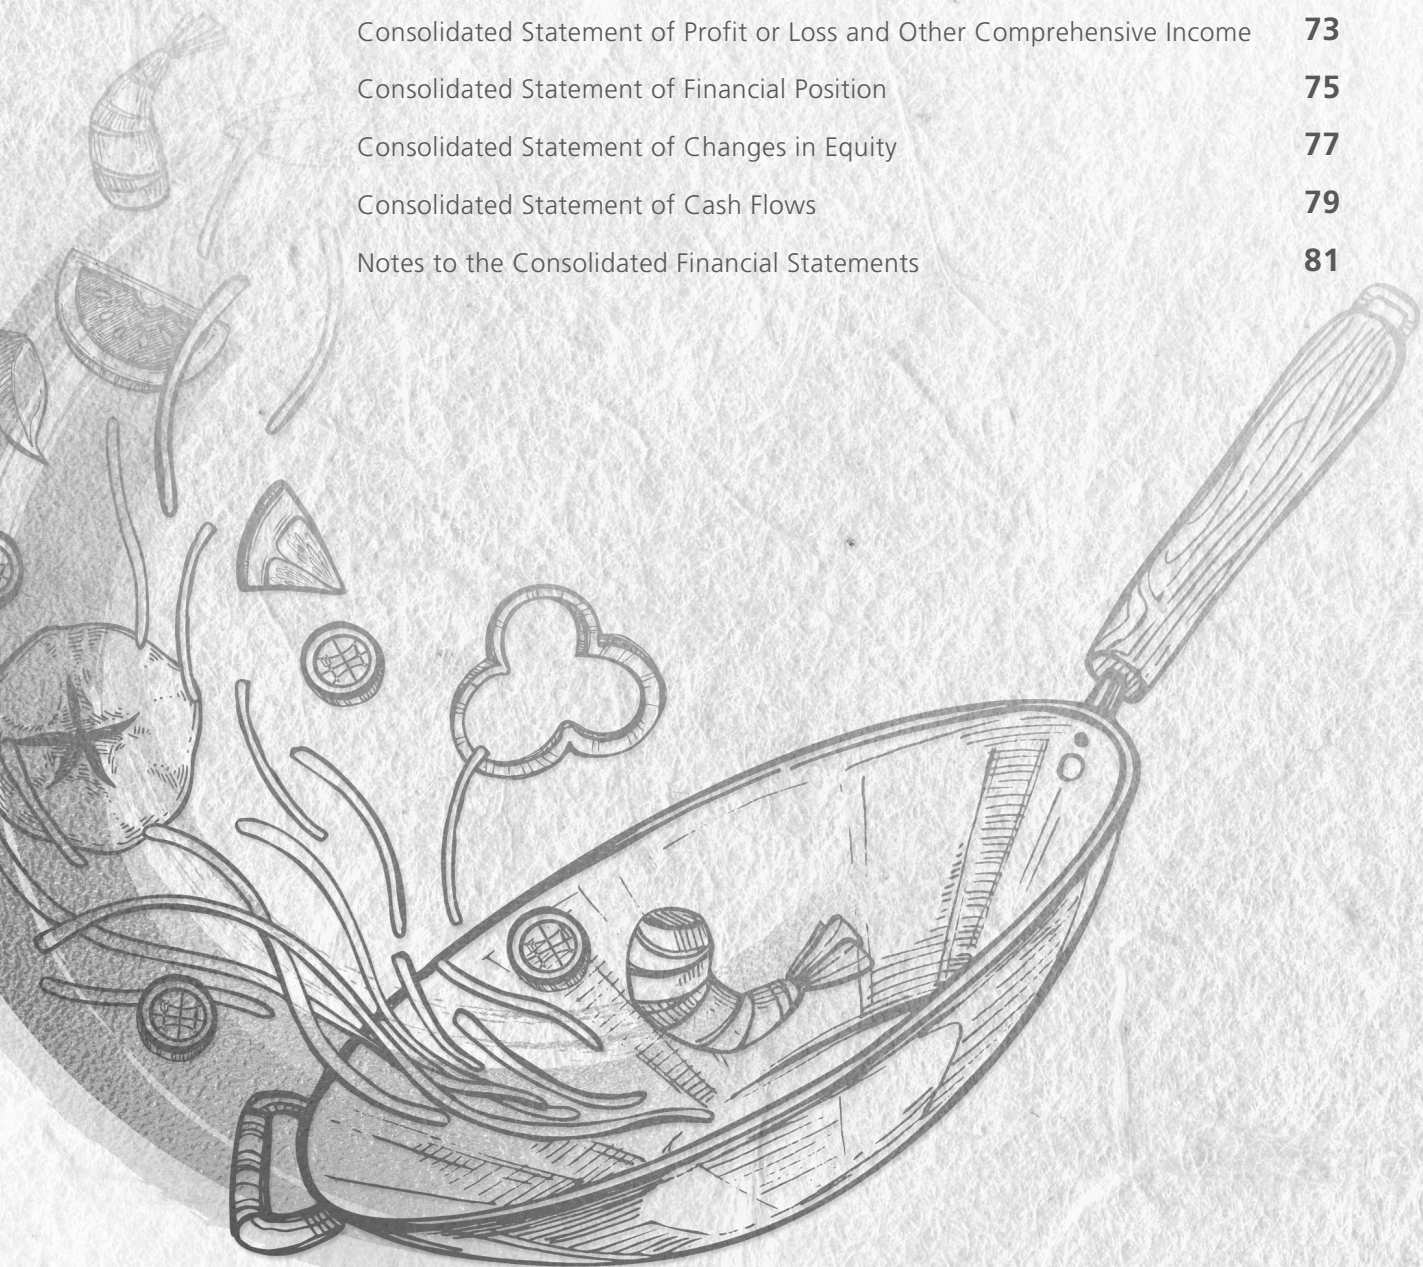 Consolidated Statement of Profit or Loss and Other Comprehensive Income 73
Consolidated Statement of Financial Position 75
Consolidated Statement of Changes in Equity 77
Consolidated Statement of Cash Flows 79
Notes to the Consolidated Financial Statements 81